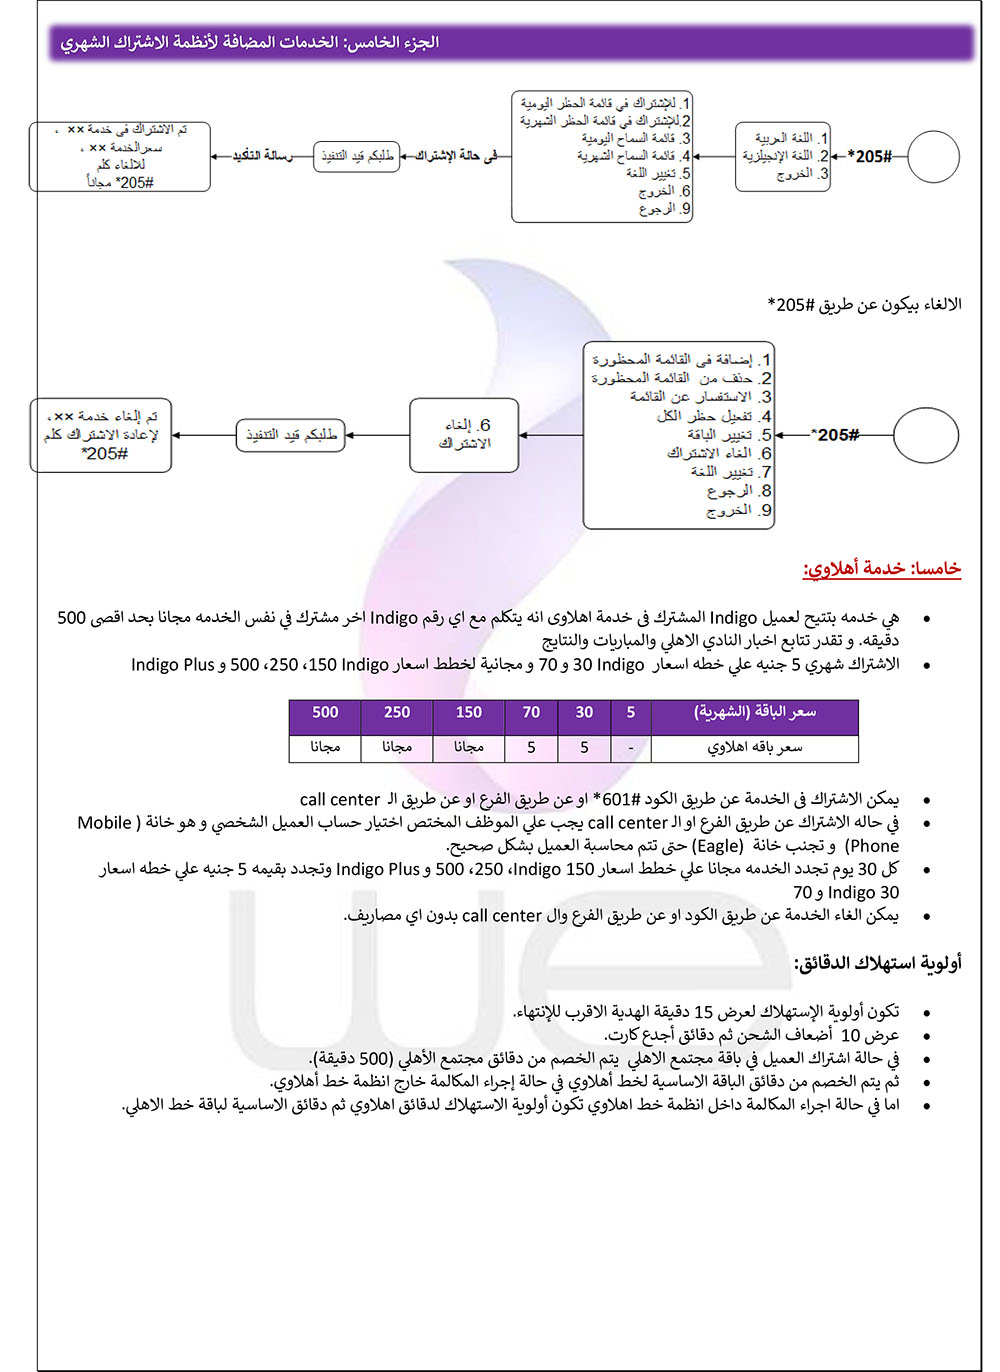 الجزء الخامس: الخدمات المضافة لأنظمة الاشتراك الشهري
*205#
1. اللغة العربية
2. اللغة الإنجيلزية
3. الخروج
1. للإشتراك في قائمة الحظر اليومية
2.للإشتراك في قائمة الحظر الشهرية
3. قائمة السماح اليومية
4. قائمة السماح الشهرية
5. تغيير اللغة
6. الخروج
9. الرجوع
فى حالة الإشتراك
طلبكم قيد التنفيذ
رسالة التأكيد
تم الاشتراك فى خدمة ×× ،
سعرالخدمة ×× ،
للالغاء كلم
*205# مجاناً
الالغاء بيكون عن طريق #205*
*205#
1. إضافة فى القائمة المحظورة
2. حذف من القائمة المحظورة
3. الاستفسار عن القائمة
4. تفعيل حظر الكل
5. تغيير الباقة
6. الغاء الاشتراك
7. تغيير اللغة
8. الرجوع
9. الخروج
6. إلغاء
الاشتراك
طلبكم قيد التنفيذ
تم إلغاء خدمة ××،
لإعادة الاشتراك كلم
*205#
خامسا: خدمة أهلاوي:
• هي خدمه بتتيح لعميل Indigo المشترك فى خدمة اهلاوى انه يتكلم مع اي رقم Indigo اخر مشترك في نفس الخدمه مجانا بحد اقصى 500
دقيقه. و تقدر تتابع اخبار النادي الاهلي والمباريات والنتايج
• الاشتراك شهري 5 جنيه علي خطه اسعار Indigo 30 و 70 و مجانية لخطط اسعار Indigo 150، 250، 500 و Indigo Plus
سعر الباقة (الشهرية) 5 30 70 150 250 500
سعر باقه اهلاوي - 5 5 مجانا مجانا مجانا
• يمكن الاشتراك فى الخدمة عن طريق الكود #601* او عن طريق الفرع او عن طريق الـ call center
• في حاله الاشتراك عن طريق الفرع او الـ call center يجب علي الموظف المختص اختيار حساب العميل الشخصي و هو خانة ( Mobile
Phone) و تجنب خانة (Eagle) حتى تتم محاسبة العميل بشكل صحيح.
• كل 30 يوم تجدد الخدمه مجانا علي خطط اسعار Indigo 150، 250، 500 و Indigo Plus وتجدد بقيمه 5 جنيه علي خطه اسعار
Indigo 30 و 70
• يمكن الغاء الخدمة عن طريق الكود او عن طريق الفرع وال call center بدون اي مصاريف.
أولوية استهلاك الدقائق:
• تكون أولوية الإستهلاك لعرض 15 دقيقة الهدية الاقرب للإنتهاء.
• عرض 10 أضعاف الشحن ثم دقائق أجدع كارت.
• في حالة اشتراك العميل في باقة مجتمع الاهلي يتم الخصم من دقائق مجتمع الأهلي (500 دقيقة).
• ثم يتم الخصم من دقائق الباقة الاساسية لخط أهلاوي في حالة إجراء المكالمة خارج انظمة خط أهلاوي.
• اما في حالة اجراء المكالمة داخل انظمة خط اهلاوي تكون أولوية الاستهلاك لدقائق اهلاوي ثم دقائق الاساسية لباقة خط الاهلي.
we